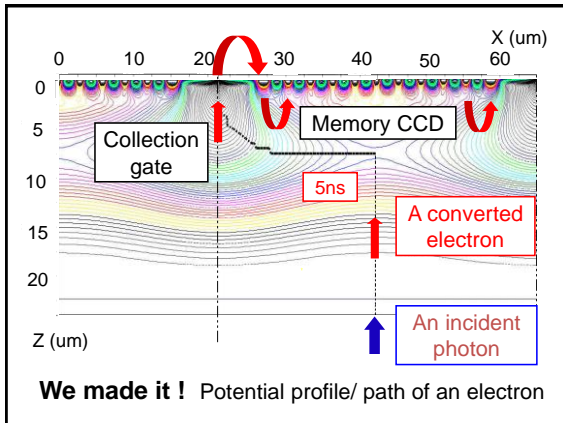 X (um)
0 10 20 30 40 50 60
0
5
10
15
20
Z (um)
Collection
gate
Memory CCD
5ns
A converted
electron
An incident
photon
We made it ! Potential profile/ path of an electron